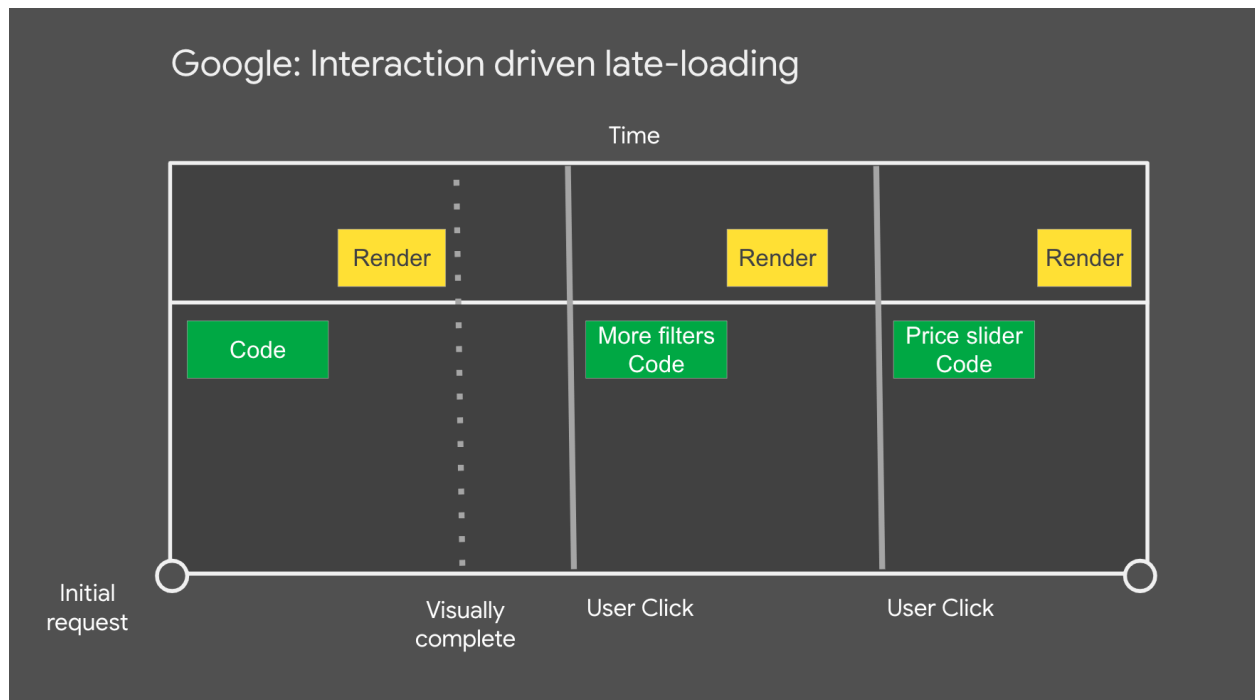 Google: Interaction driven late-loading
Time
Render
Render
Render
Code
More filters
Code
Price slider
Code
Initial
request
Visually
complete
User Click
User Click